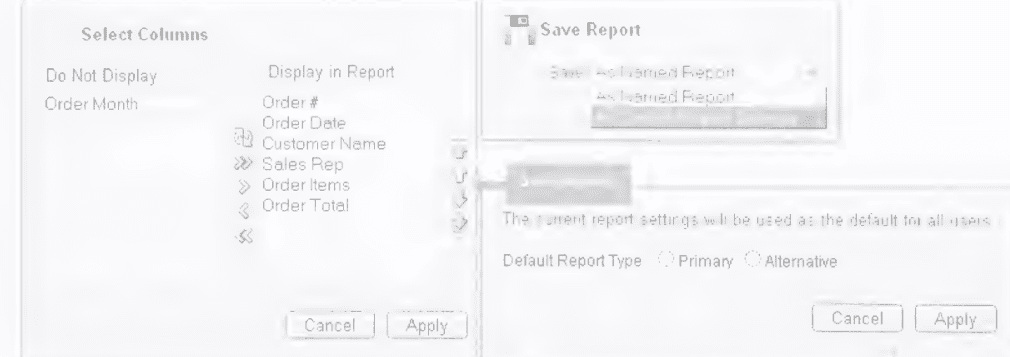 Select Columns
Do Not Display
Order Month
Display in Report
Order #
Order Date
Customer Name
Sales Rep
Order Items
Order Total
Cancel
Apply
Save Report
Save As Named Report
As Named Report
The current report settings will be used as the default for all users.
Default Report Type Primary Alternative
Cancel
Apply